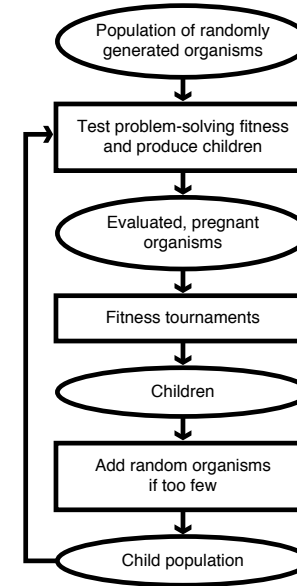 Population of randomly
generated organisms
Test problem-solving fitness
and produce children
Evaluated, pregnant
organisms
Fitness tournaments
Children
Add random organisms
if too few
Child population